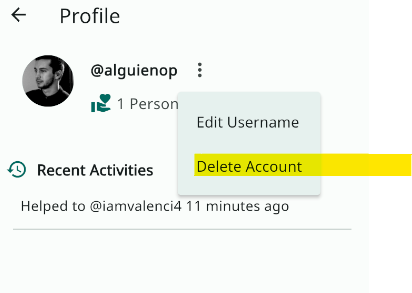 Profile
@alguienop
1 Person
Edit Username
Delete Account
Recent Activities
Helped to @iamvalenci4 11 minutes ago